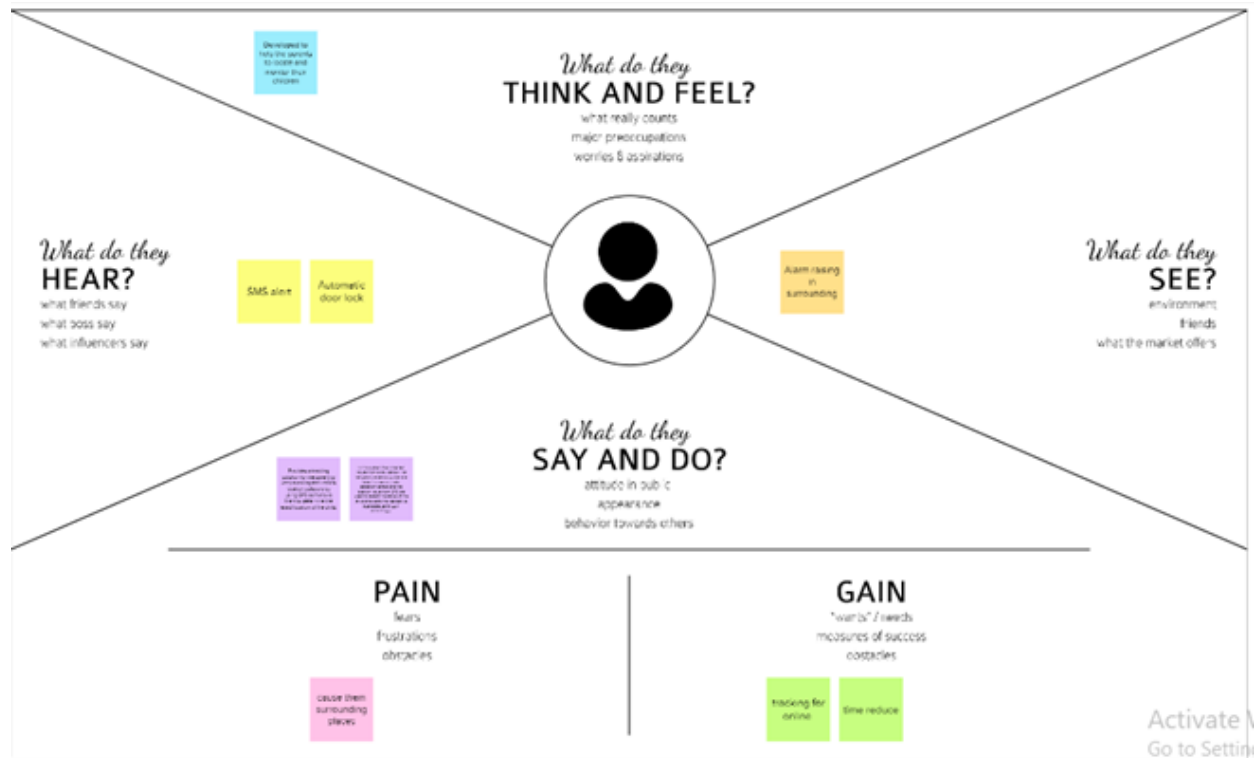 Developed to
help the parents
to locate and
monitor their
children
What do they
THINK AND FEEL?
what really counts
major preoccupations
worries & aspirations
What do they
HEAR?
what friends say
what boss say
what influencers say
SMS alert
Automatic
door lock
Alarm raising
in
surrounding
What do they
SEE?
environment
friends
what the market offers
What do they
SAY AND DO?
attitude in public
appearance
behavior towards others
PAIN
fears
frustrations
obstacles
cause them
surrounding
places
GAIN
"wants" / needs
measures of success
obstacles
tracking for
online
time reduce
Activate
Go to Settin